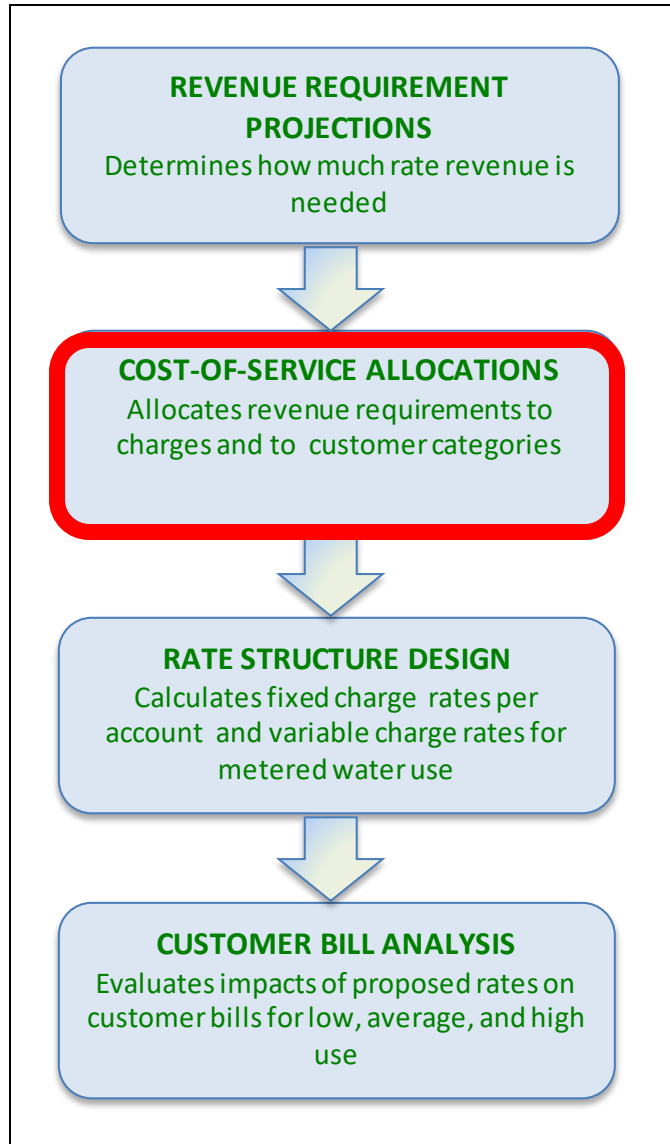 REVENUE REQUIREMENT
PROJECTIONS
Determines how much rate revenue is
needed
COST-OF-SERVICE ALLOCATIONS
Allocates revenue requirements to
charges and to customer categories
RATE STRUCTURE DESIGN
Calculates fixed charge rates per
account and variable charge rates for
metered water use
CUSTOMER BILL ANALYSIS
Evaluates impacts of proposed rates on
customer bills for low, average, and high
use